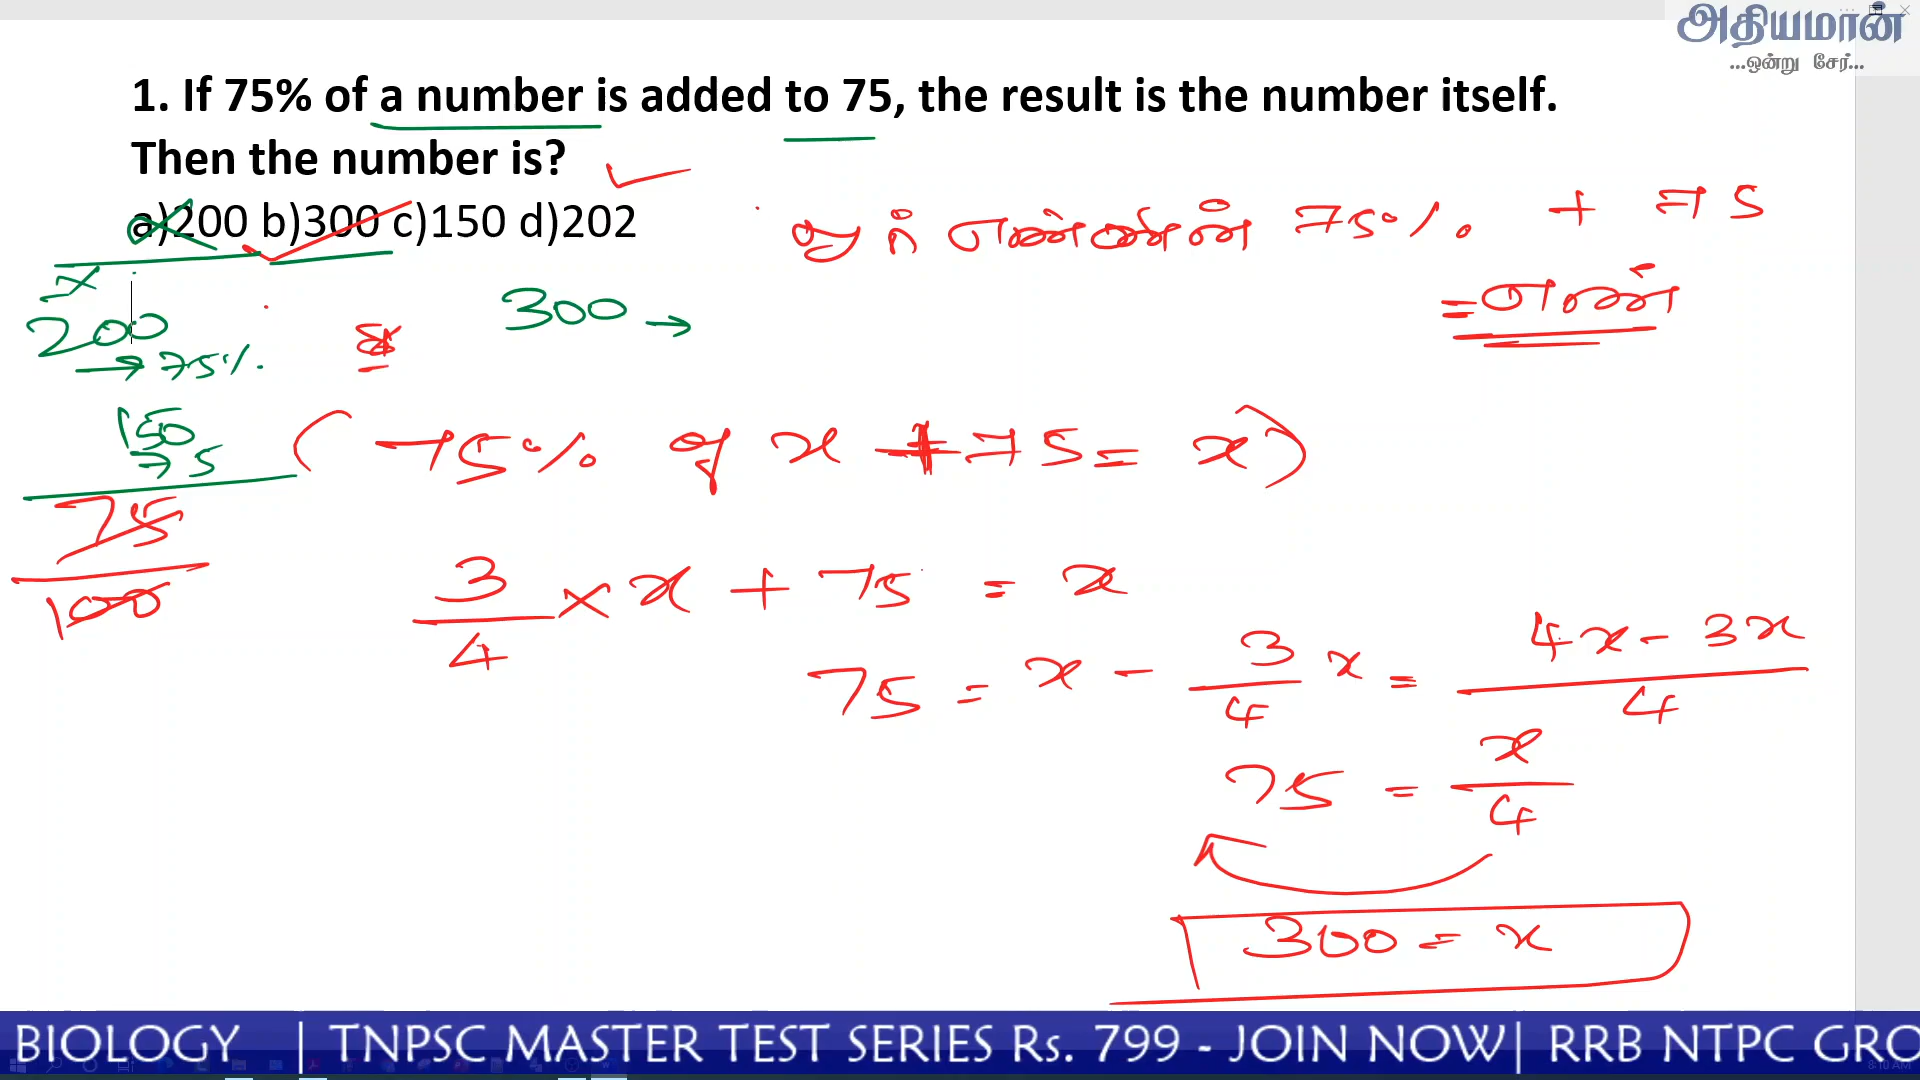 அதியமான்
...ஒன்று சேர்...
1. If 75% of a number is added to 75, the result is the number itself.
Then the number is?
a)200 b)300 c)150 d)202
ஒரு எண்ணின் 75% + 75
= எண்
x
200
→ 75%
150
75
300 →
75
100
(75% of x + 75 = x)
3/4 × x + 75 = x
75 = x - 3/4 x = 4x - 3x / 4
75 = x/4
300 = x
BIOLOGY | TNPSC MASTER TEST SERIES Rs. 799 - JOIN NOW| RRB NTPC GRO